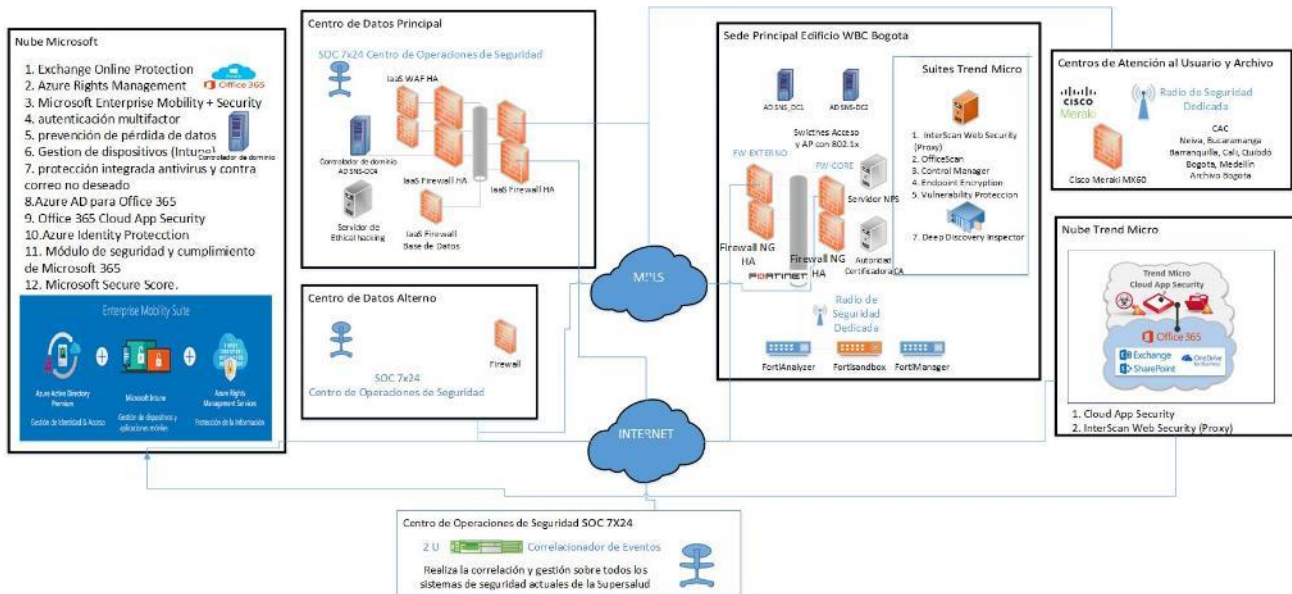 Nube Microsoft
1. Exchange Online Protection
2. Azure Rights Management
3. Microsoft Enterprise Mobility + Security
4. autenticación multifactor
5. prevención de pérdida de datos
6. Gestion de dispositivos (Intune)
7. protección integrada antivirus y contra
correo no deseado
8.Azure AD para Office 365
9. Office 365 Cloud App Security
10.Azure Identity Protecction
11. Módulo de seguridad y cumplimiento
de Microsoft 365
12. Microsoft Secure Score.
Office 365
Controlador de dominio
Enterprise Mobility Suite
Azure Active Directory
Premium
Gestión de Identidad & Acceso
Microsoft Intune
Gestión de dispositivos y
aplicaciones móviles
Azure Rights
Management Services
Protección de la Información
Centro de Datos Principal
SOC 7x24 Centro de Operaciones de Seguridad
IaaS WAF HA
Controlador de dominio
AD SNS-DC4
IaaS Firewall HA
IaaS Firewall HA
Servidor de
Ethical hacking
IaaS Firewall
Base de Datos
Centro de Datos Alterno
SOC 7x24
Centro de Operaciones de Seguridad
Firewall
MPLS
INTERNET
Sede Principal Edificio WBC Bogota
AD SNS_DC1
AD SNS-DC2
Swicthes Acceso
y AP con 802.1x
FW-EXTERNO
FW-CORE
Servidor NPS
Firewall NG
HA
Firewall NG
HA
Autoridad
Certificadora CA
FORTINET
Radio de
Seguridad
Dedicada
FortiAnalyzer
Fortisandbox
FortiManager
Suites Trend Micro
1. InterScan Web Security
(Proxy)
2. OfficeScan
3. Control Manager
4. Endpoint Encryption
5. Vulnerability Proteccion
7. Deep Discovery Inspector
Centros de Atención al Usuario y Archivo
CISCO
Meraki
Radio de Seguridad
Dedicada
Cisco Meraki MX60
CAC
Neiva, Bucaramanga
Barranquilla, Cali, Quibdó
Bogota, Medellín
Archivo Bogota
Nube Trend Micro
Trend Micro
Cloud App Security
Office 365
Exchange
OneDrive
for Business
SharePoint
1. Cloud App Security
2. InterScan Web Security (Proxy)
Centro de Operaciones de Seguridad SOC 7X24
2 U
Correlacionador de Eventos
Realiza la correlación y gestión sobre todos los
sistemas de seguridad actuales de la Supersalud